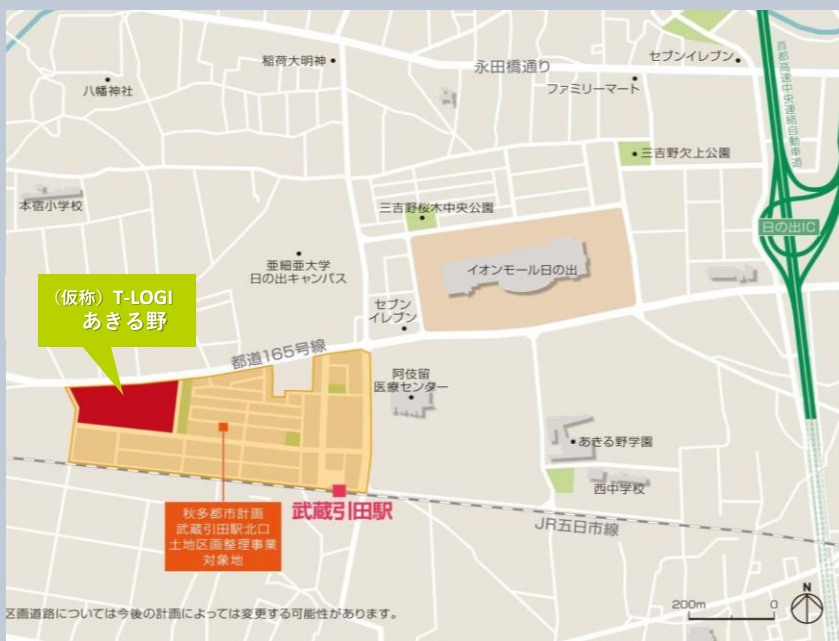 稲荷大明神
永田橋通り
セブンイレブン
首都高速中央連絡自動車道
八幡神社
ファミリーマート
三吉野欠上公園
本宿小学校
三吉野桜木中央公園
日の出IC
亜細亜大学
日の出キャンパス
イオンモール日の出
（仮称）T-LOGI
あきる野
セブン
イレブン
都道165号線
阿伎留
医療センター
あきる野学園
西中学校
秋多都市計画
武蔵引田駅北口
土地区画整理事業
対象地
武蔵引田駅
JR五日市線
区画道路については今後の計画によっては変更する可能性があります。
200m
0
N